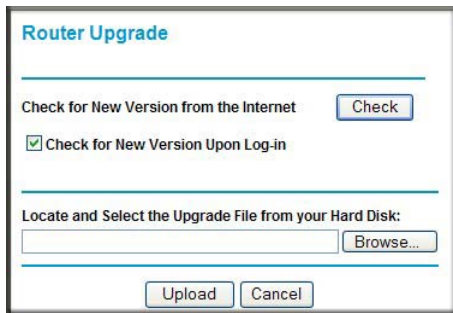 Router Upgrade
Check for New Version from the Internet Check
Check for New Version Upon Log-in
Locate and Select the Upgrade File from your Hard Disk:
Browse...
Upload Cancel